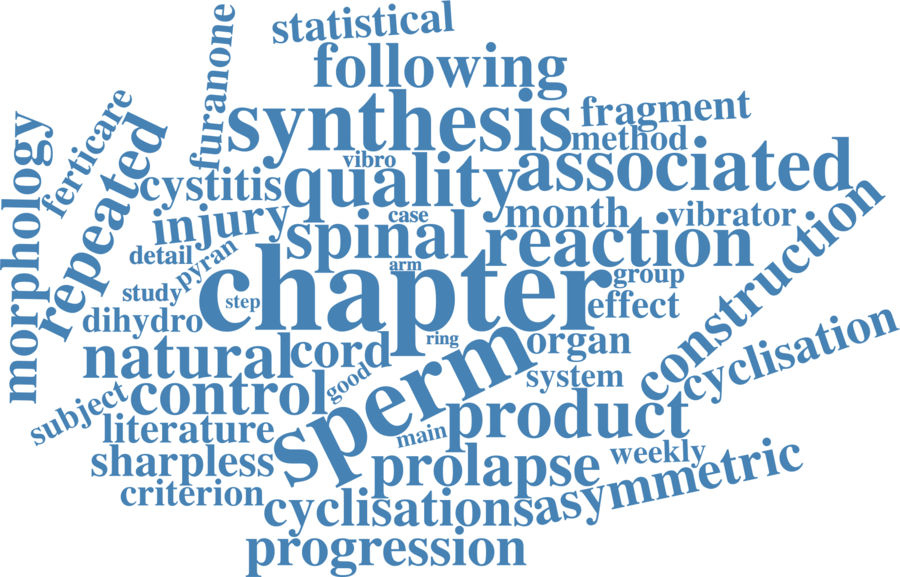 statistical
following
furanone
synthesis
fragment
method
ferticare
vibro
associated
morphology
repeated
cystitis
quality
injury
case
month
vibrator
spinal
reaction
detail
pyran
arm
group
construction
study
step
chapter
effect
dihydro
ring
organ
cyclisation
natural
cord
good
system
control
sperm
product
subject
literature
main
weekly
sharpless
prolapse
asymmetric
criterion
cyclisations
progression